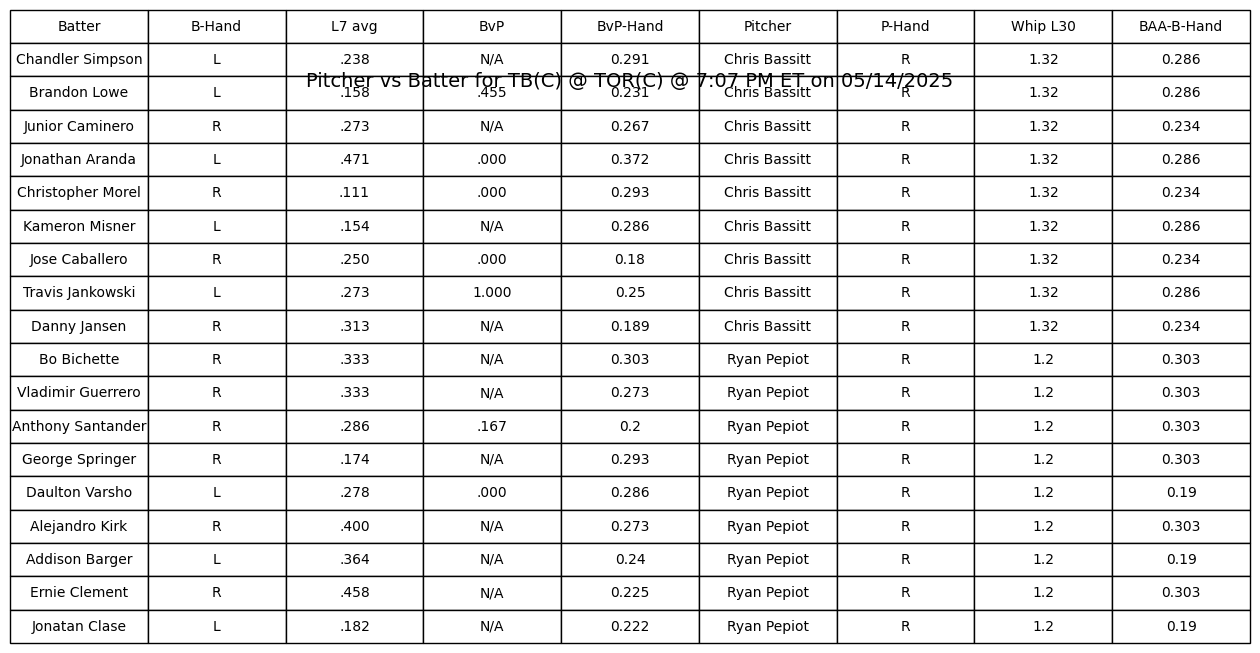 Batter B-Hand L7 avg BvP BvP-Hand Pitcher P-Hand Whip L30 BAA-B-Hand
Chandler Simpson L .238 N/A 0.291 Chris Bassitt R 1.32 0.286
Pitcher vs Batter for TB(C) @ TOR(C) @ 7:07 PM ET on 05/14/2025
Brandon Lowe L .158 .455 0.231 Chris Bassitt R 1.32 0.286
Junior Caminero R .273 N/A 0.267 Chris Bassitt R 1.32 0.234
Jonathan Aranda L .471 .000 0.372 Chris Bassitt R 1.32 0.286
Christopher Morel R .111 .000 0.293 Chris Bassitt R 1.32 0.234
Kameron Misner L .154 N/A 0.286 Chris Bassitt R 1.32 0.286
Jose Caballero R .250 .000 0.18 Chris Bassitt R 1.32 0.234
Travis Jankowski L .273 1.000 0.25 Chris Bassitt R 1.32 0.286
Danny Jansen R .313 N/A 0.189 Chris Bassitt R 1.32 0.234
Bo Bichette R .333 N/A 0.303 Ryan Pepiot R 1.2 0.303
Vladimir Guerrero R .333 N/A 0.273 Ryan Pepiot R 1.2 0.303
Anthony Santander R .286 .167 0.2 Ryan Pepiot R 1.2 0.303
George Springer R .174 N/A 0.293 Ryan Pepiot R 1.2 0.303
Daulton Varsho L .278 .000 0.286 Ryan Pepiot R 1.2 0.19
Alejandro Kirk R .400 N/A 0.273 Ryan Pepiot R 1.2 0.303
Addison Barger L .364 N/A 0.24 Ryan Pepiot R 1.2 0.19
Ernie Clement R .458 N/A 0.225 Ryan Pepiot R 1.2 0.303
Jonatan Clase L .182 N/A 0.222 Ryan Pepiot R 1.2 0.19